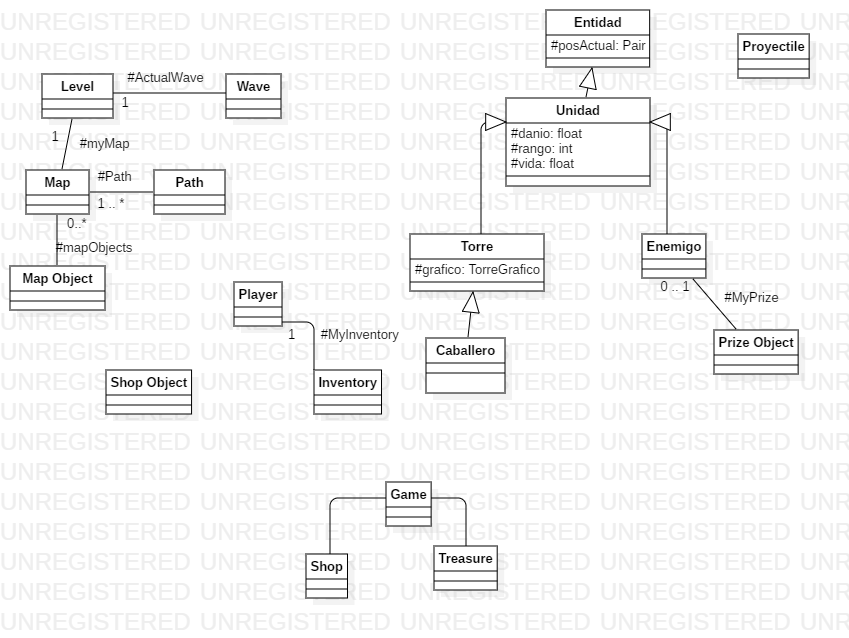 Entidad
#posActual: Pair
Proyectile
Level
#ActualWave
1
Wave
Unidad
#danio: float
#rango: int
#vida: float
1
#myMap
Map
#Path
1 .. *
Path
0..*
#mapObjects
Map Object
Torre
#grafico: TorreGrafico
Enemigo
0 .. 1
#MyPrize
Prize Object
Player
1
#MyInventory
Inventory
Caballero
Shop Object
Game
Shop
Treasure
UNREGISTERED UNREGISTERED UNREGISTERED UNREGISTERED UNR